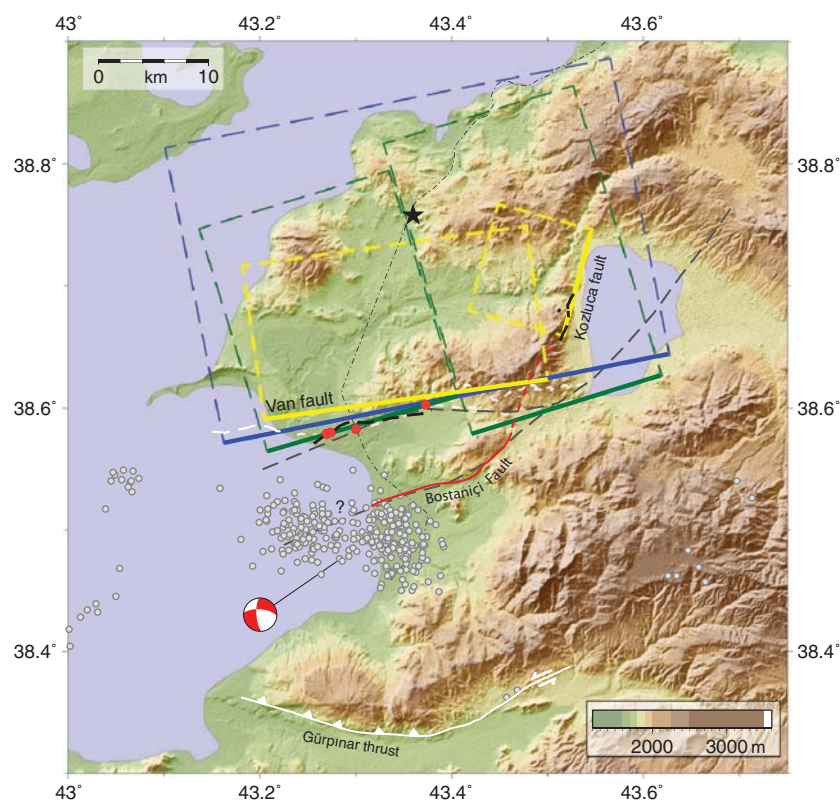 43° 43.2 43.4 43.6
0 km 10
38.8° 38.8°
Kozluca fault
Van fault
38.6° 38.6°
Bostaniçi Fault
?
38.4° 38.4°
Gürpınar thrust
2000 3000 m
43° 43.2 43.4 43.6